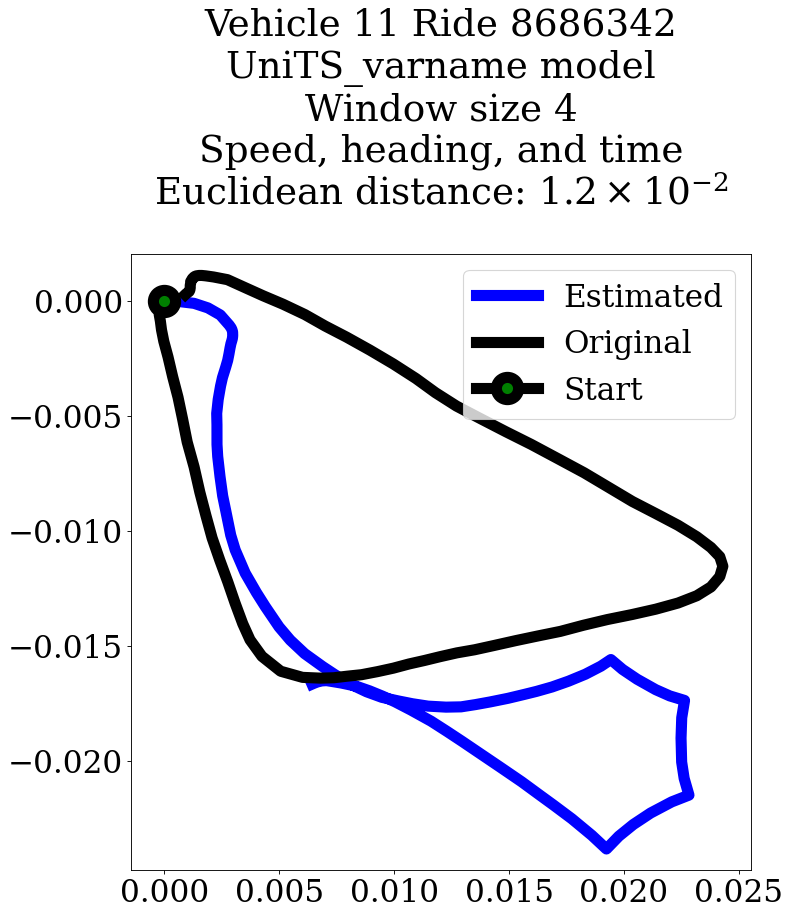 Vehicle 11 Ride 8686342
UniTS_varname model
Window size 4
Speed, heading, and time
Euclidean distance: 1.2 × 10⁻²
Estimated
Original
Start
0.000
−0.005
−0.010
−0.015
−0.020
0.000 0.005 0.010 0.015 0.020 0.025